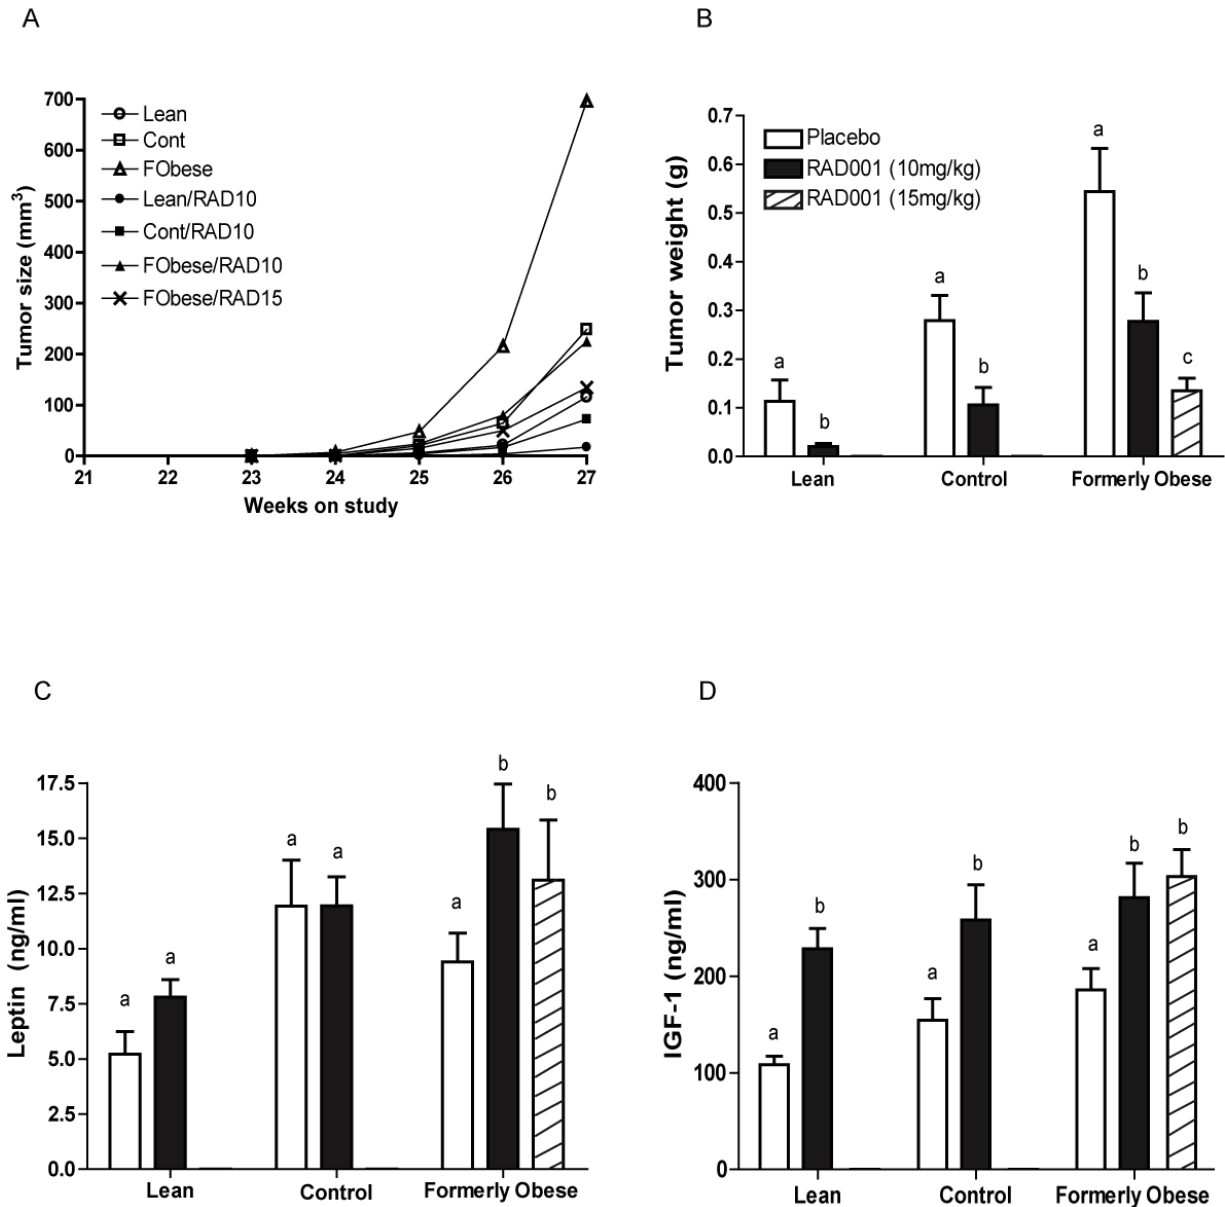 A
700
600
500
400
300
200
100
0
Tumor size (mm³)
Lean
Cont
FObese
Lean/RAD10
Cont/RAD10
FObese/RAD10
FObese/RAD15
21 22 23 24 25 26 27
Weeks on study
B
0.7
0.6
0.5
0.4
0.3
0.2
0.1
0.0
Tumor weight (g)
Placebo
RAD001 (10mg/kg)
RAD001 (15mg/kg)
a b a b a b c
Lean Control Formerly Obese
C
17.5
15.0
12.5
10.0
7.5
5.0
2.5
0.0
Leptin (ng/ml)
a a a a a b b
Lean Control Formerly Obese
D
400
300
200
100
0
IGF-1 (ng/ml)
a b a b a b b
Lean Control Formerly Obese